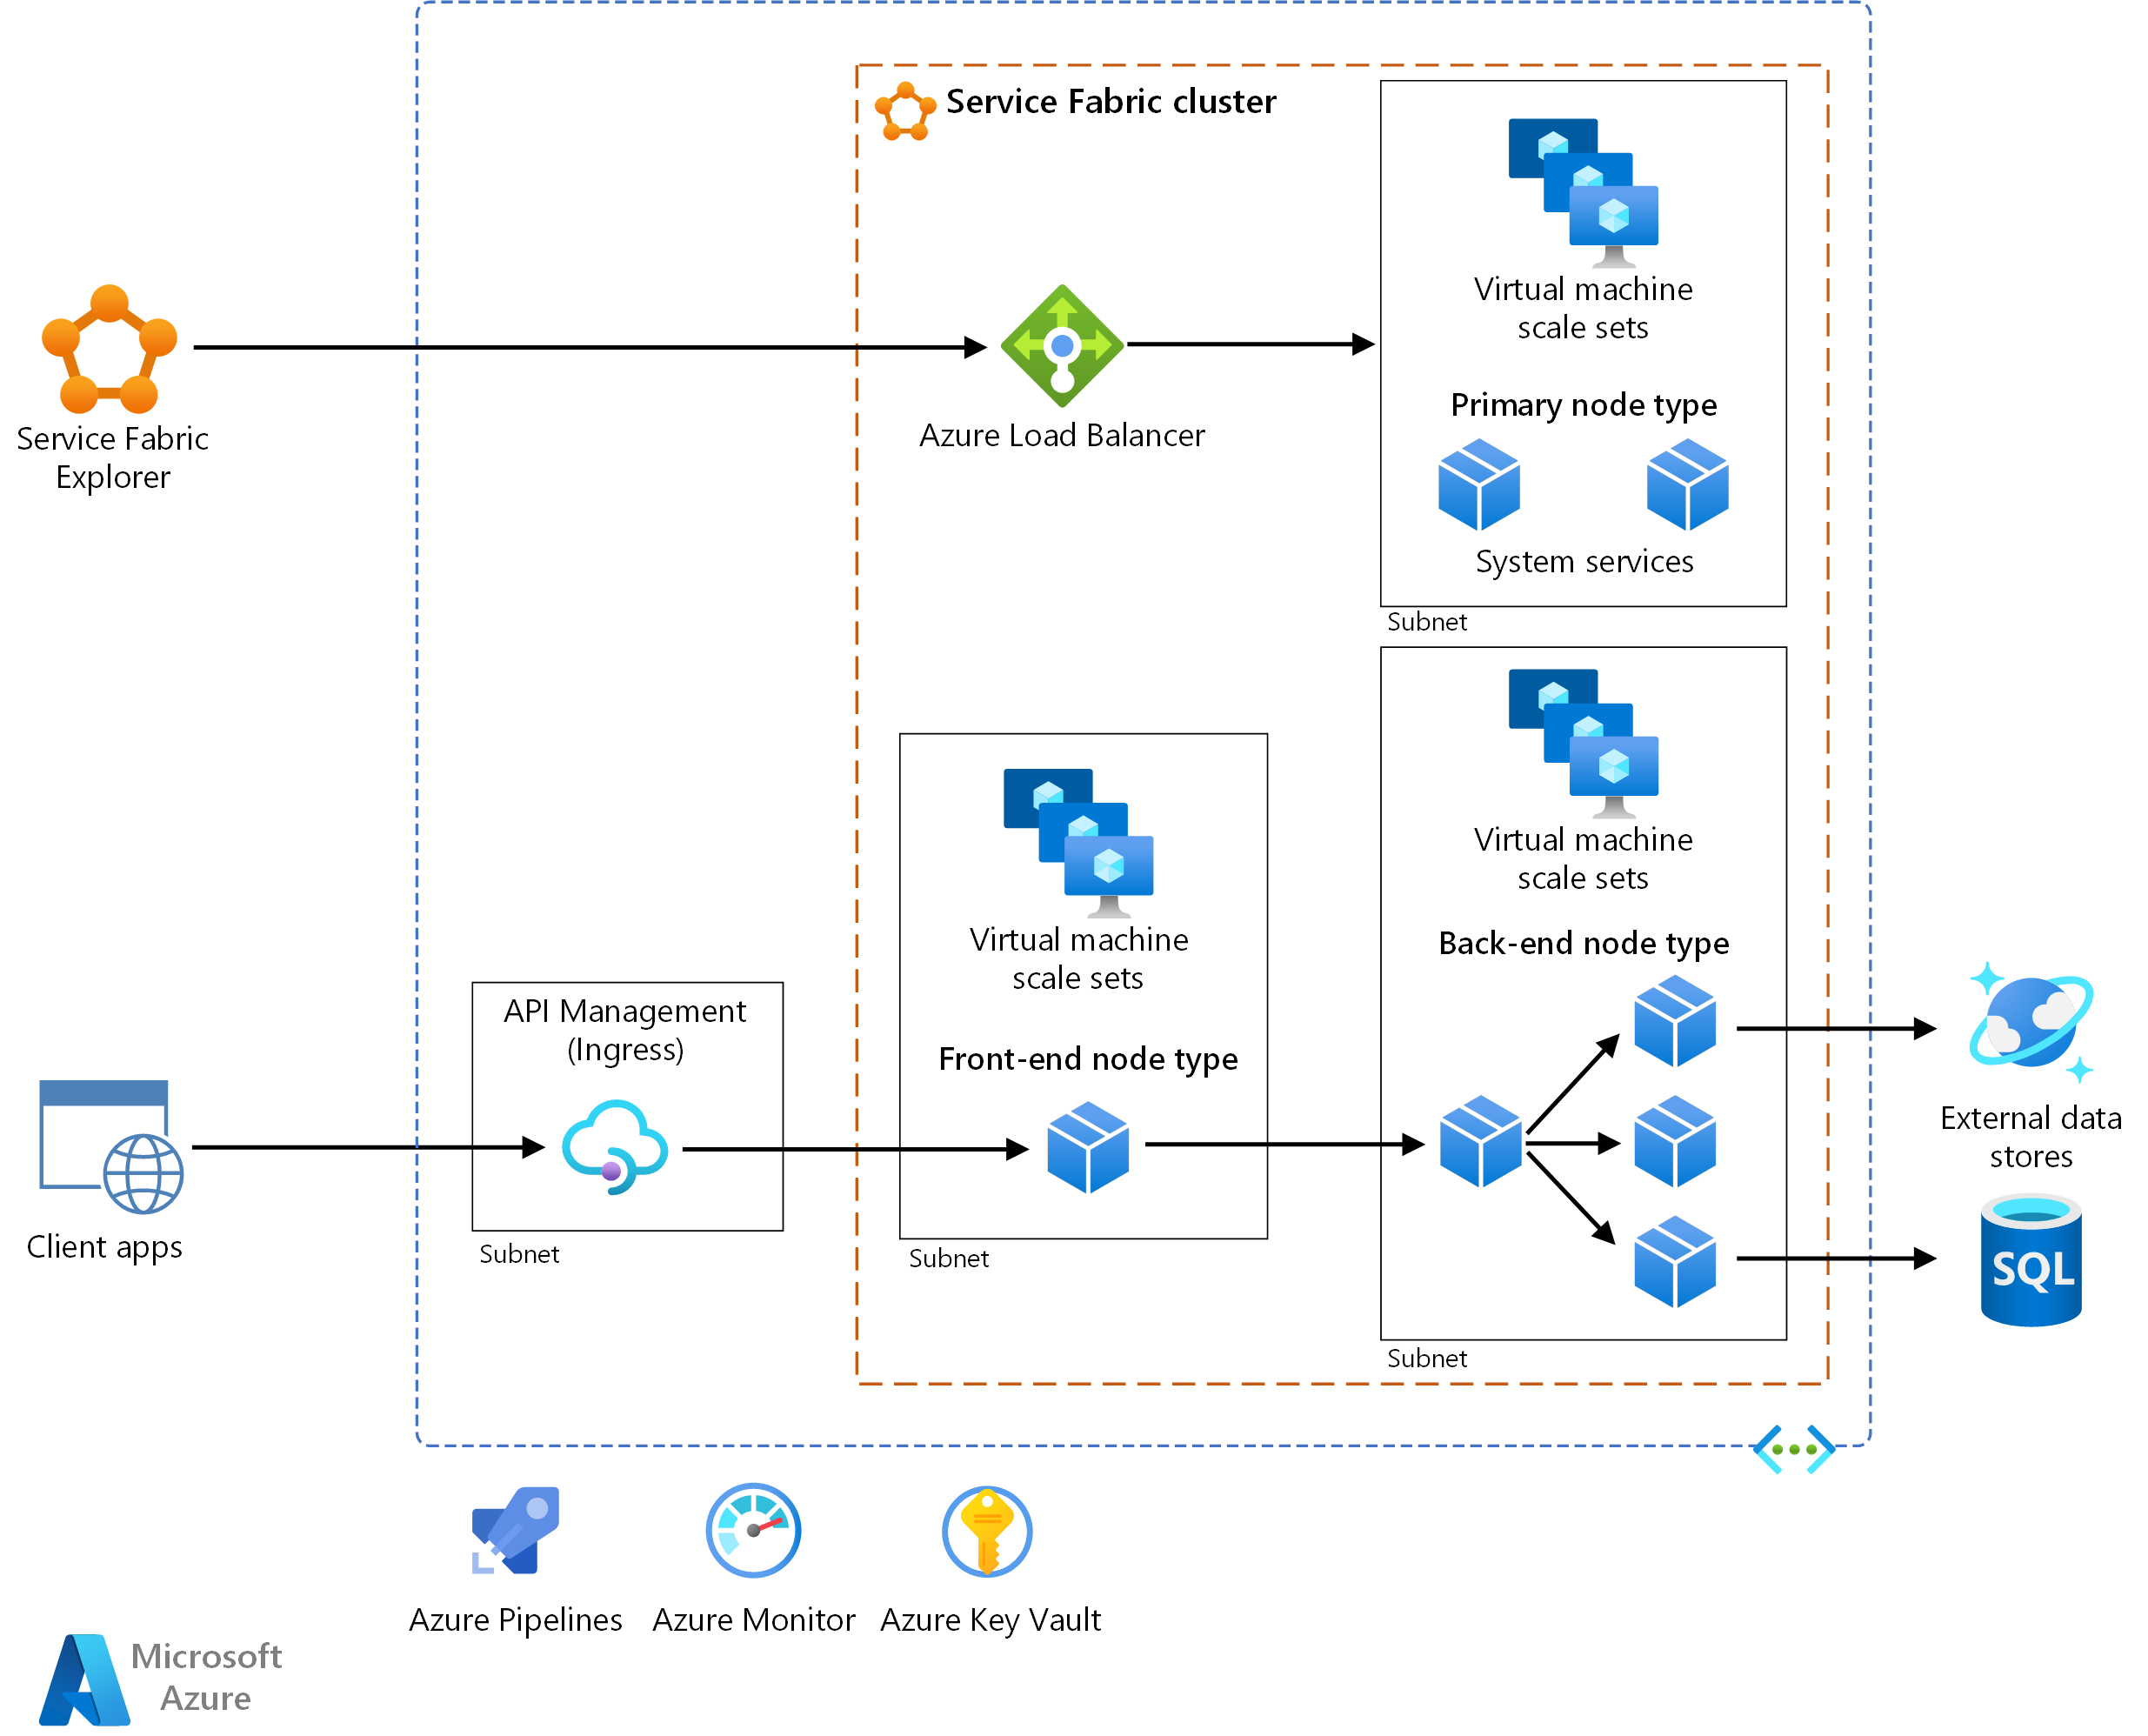 Service Fabric cluster
Virtual machine
scale sets
Primary node type
System services
Subnet
Service Fabric
Explorer
Azure Load Balancer
Virtual machine
scale sets
Back-end node type
Subnet
Virtual machine
scale sets
Front-end node type
Subnet
API Management
(Ingress)
Subnet
Client apps
External data
stores
SQL
Azure Pipelines
Azure Monitor
Azure Key Vault
Microsoft
Azure